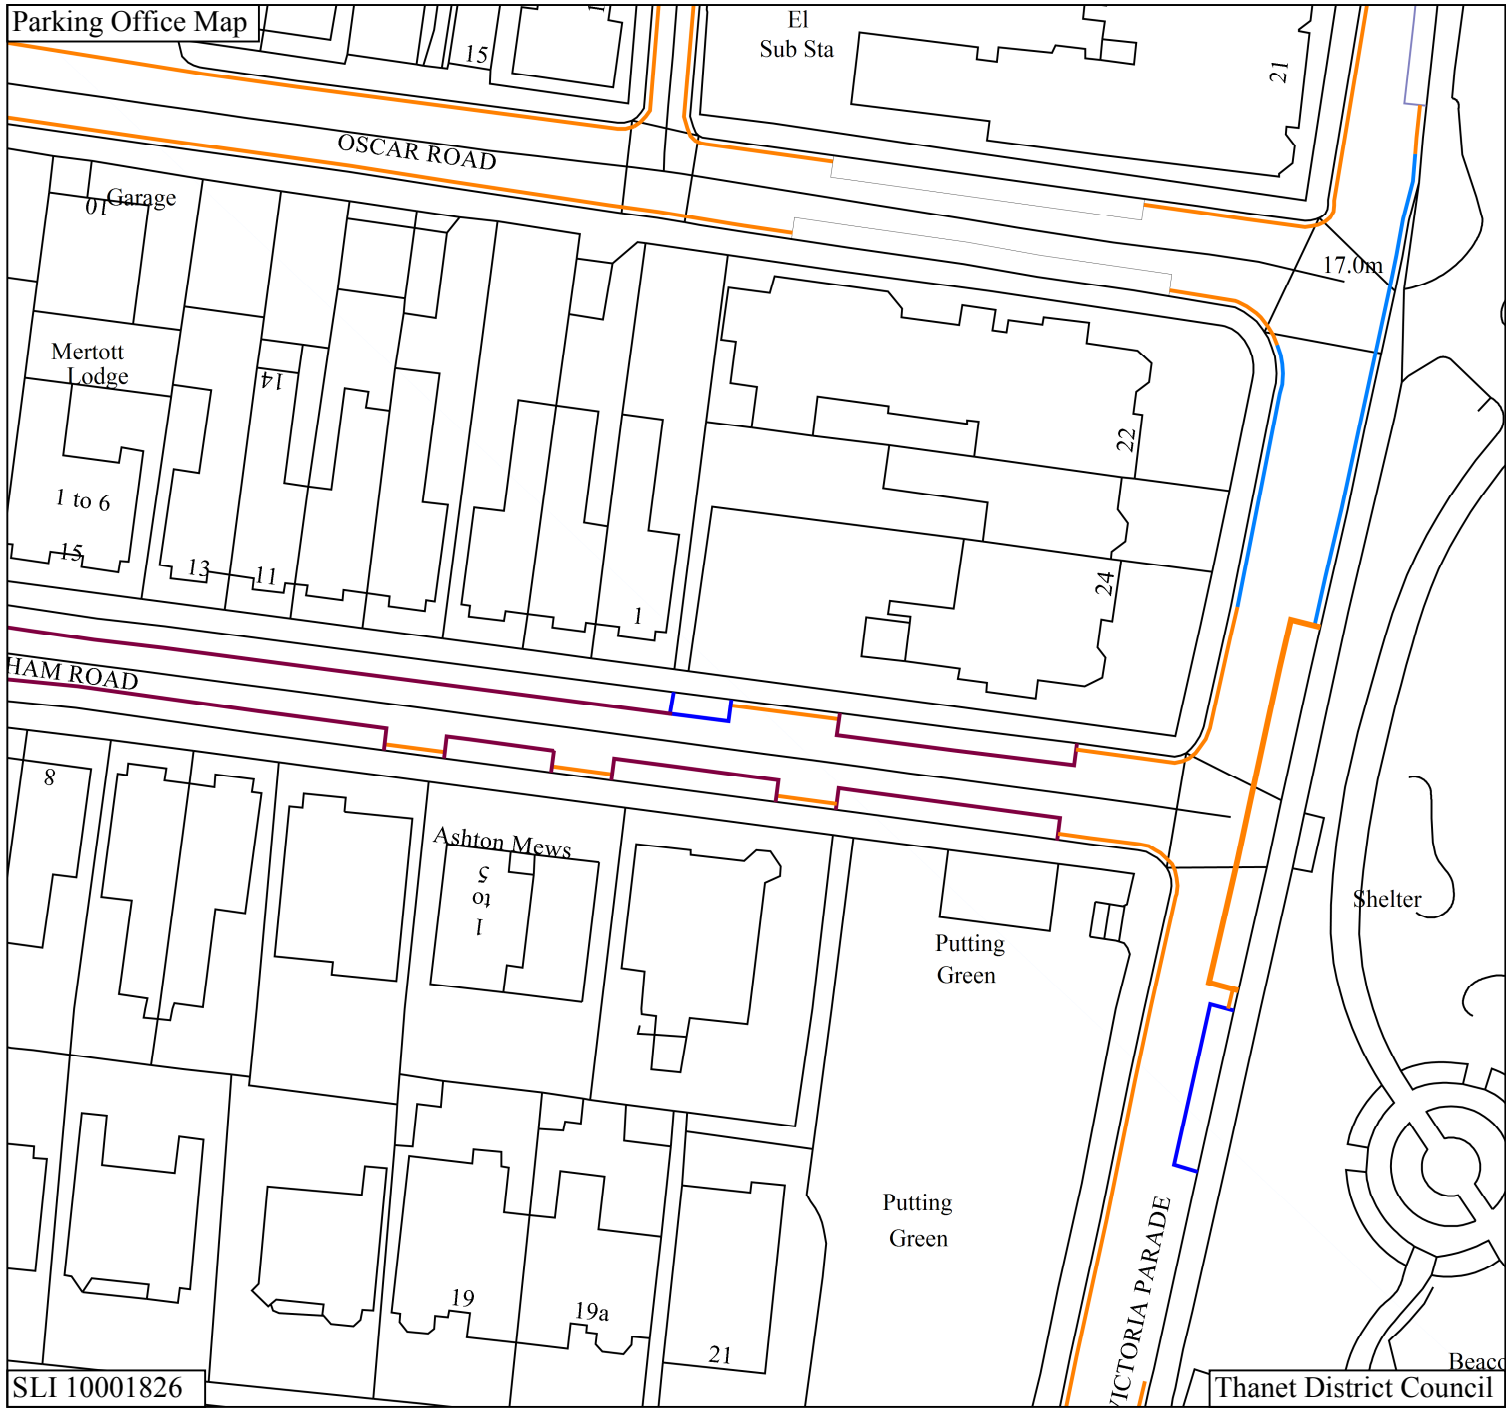 Parking Office Map
El
Sub Sta
15
21
OSCAR ROAD
Garage
10
17.0m
Mertott
Lodge
14
22
1 to 6
15
13
11
24
1
HAM ROAD
8
Ashton Mews
1
to
5
Shelter
Putting
Green
Putting
Green
VICTORIA PARADE
19
19a
21
Beaco
SLI 10001826
Thanet District Council